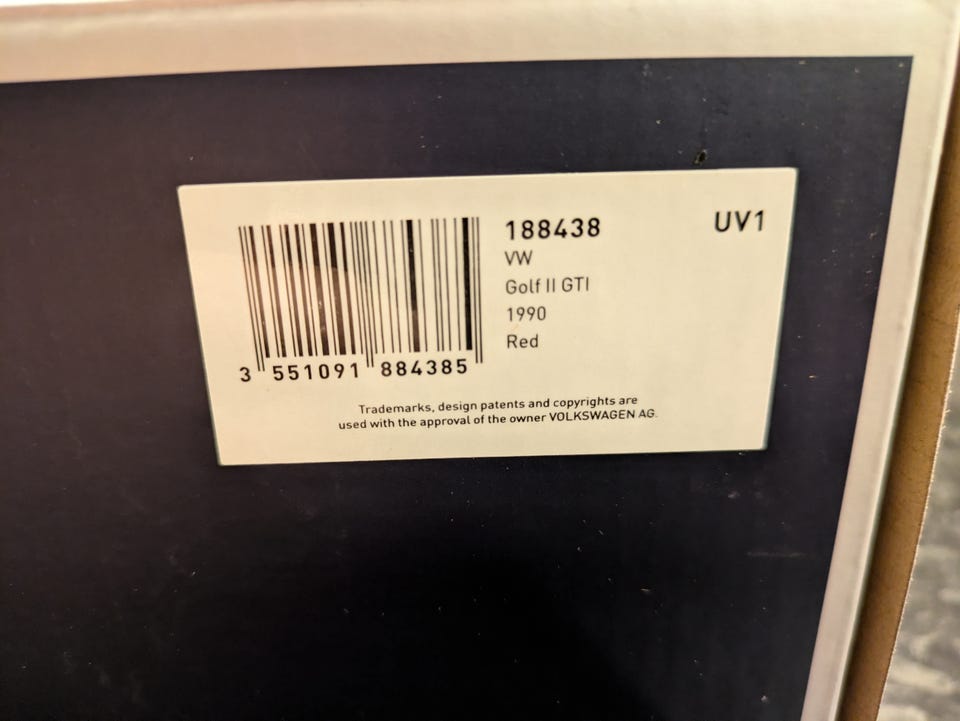 188438
UV1
VW
Golf II GTI
1990
Red
3 551091 884385
Trademarks, design patents and copyrights are
used with the approval of the owner VOLKSWAGEN AG.